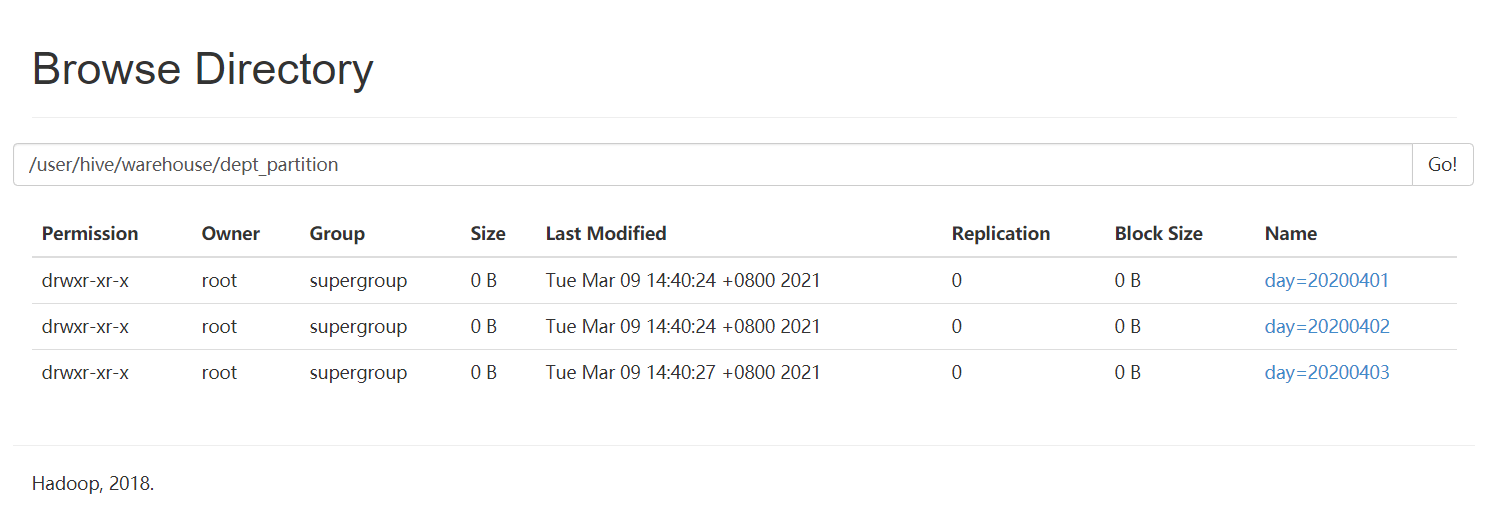 Browse Directory
/user/hive/warehouse/dept_partition Go!
Permission Owner Group Size Last Modified Replication Block Size Name
drwxr-xr-x root supergroup 0 B Tue Mar 09 14:40:24 +0800 2021 0 0 B day=20200401
drwxr-xr-x root supergroup 0 B Tue Mar 09 14:40:24 +0800 2021 0 0 B day=20200402
drwxr-xr-x root supergroup 0 B Tue Mar 09 14:40:27 +0800 2021 0 0 B day=20200403
Hadoop, 2018.